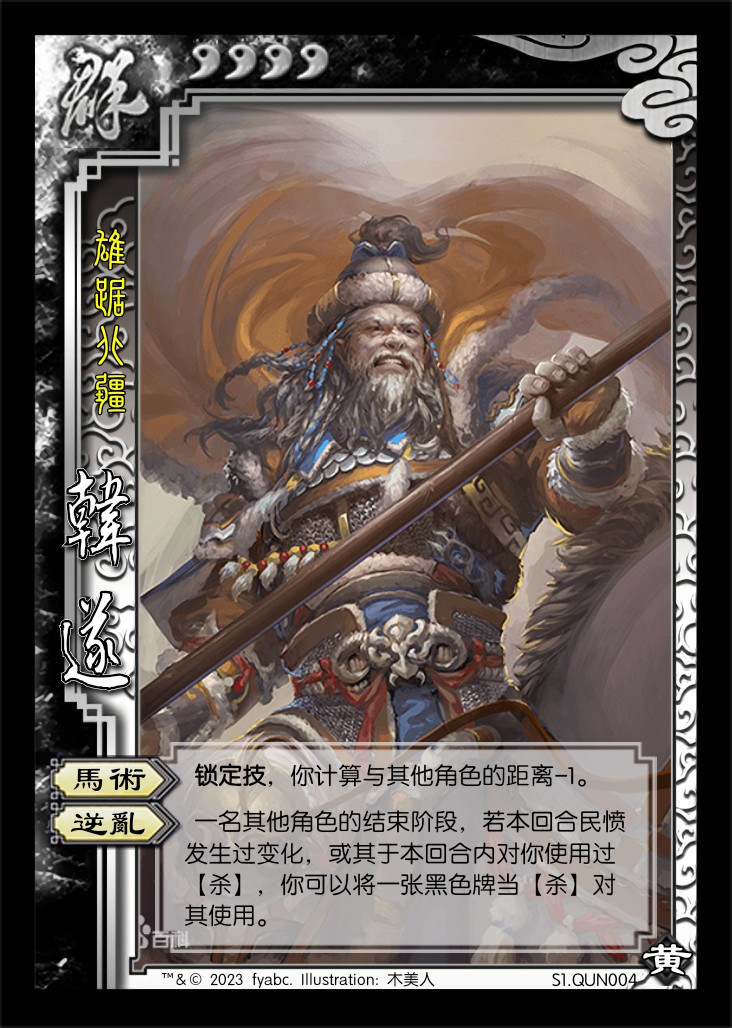 群
雄踞北疆
韓遂
馬術
锁定技，你计算与其他角色的距离-1。
逆亂
一名其他角色的结束阶段，若本回合民愤
发生过变化，或其于本回合内对你使用过
【杀】，你可以将一张黑色牌当【杀】对
其使用。
百科
™&© 2023 fyabc. Illustration: 木美人
S1.QUN004
黄